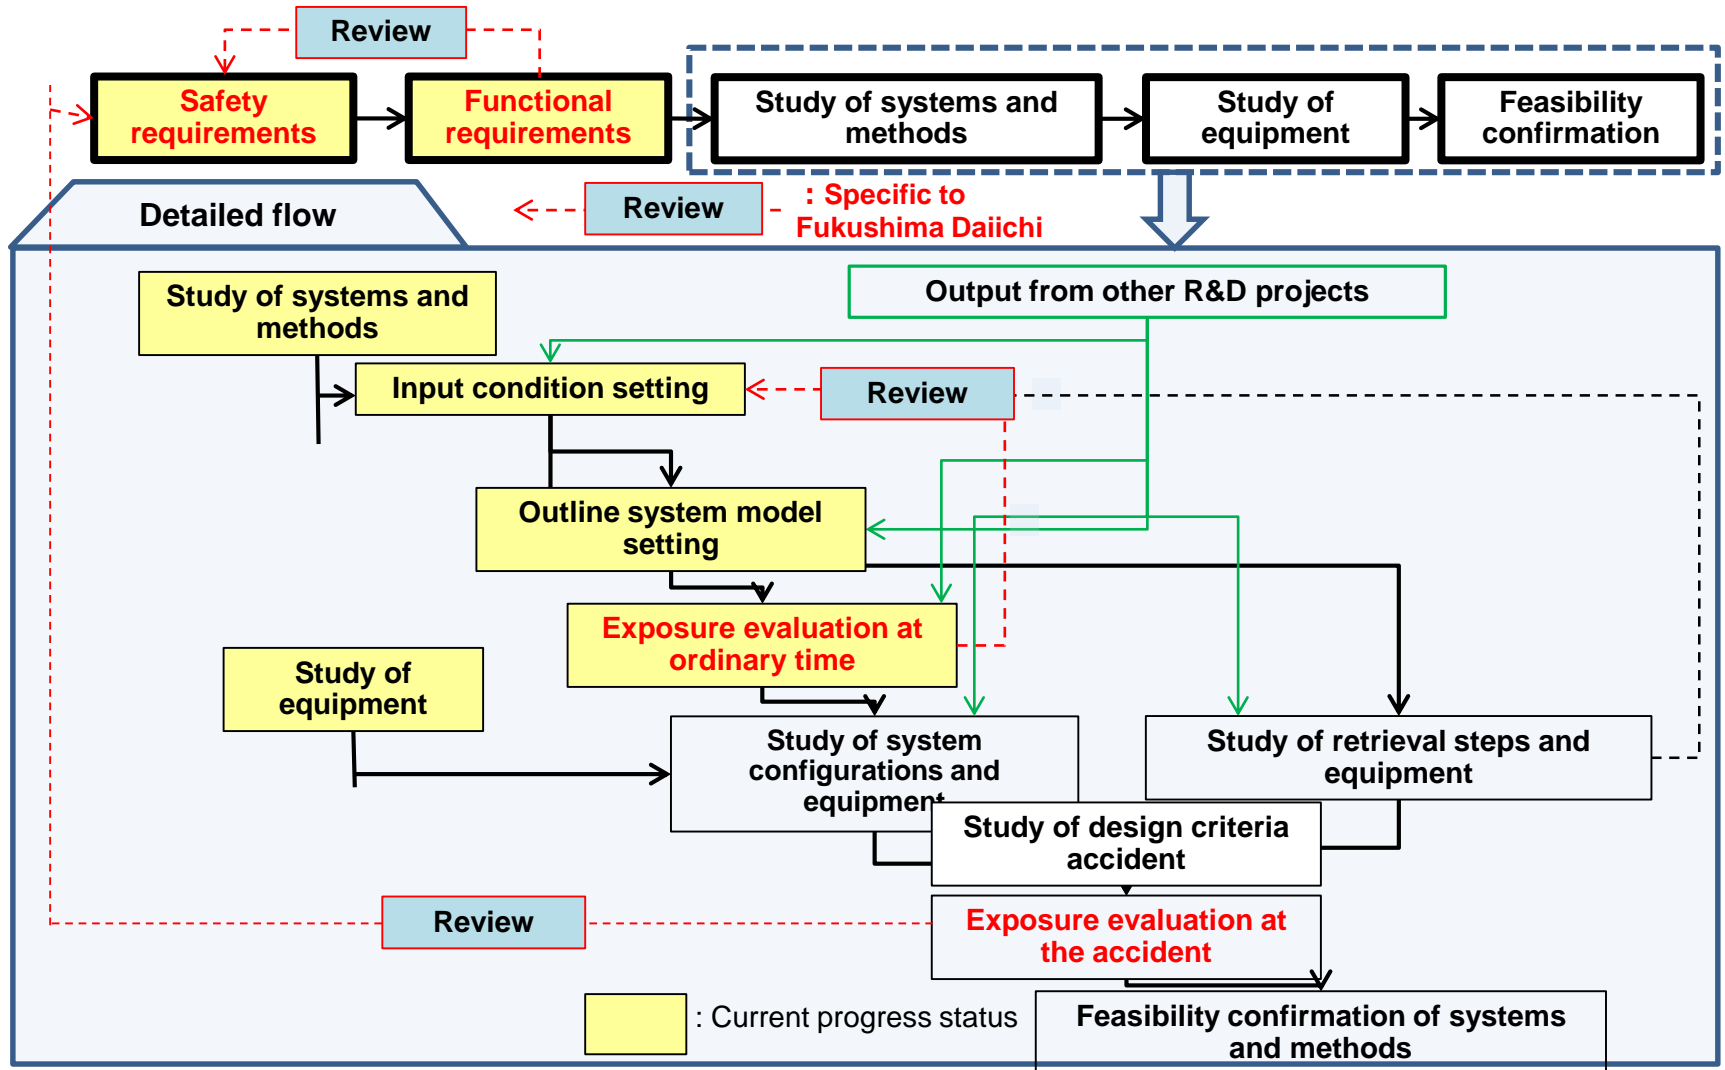 Review
Safety
requirements
Functional
requirements
Study of systems and
methods
Study of
equipment
Feasibility
confirmation
Detailed flow
Review
: Specific to
Fukushima Daiichi
Study of systems and
methods
Output from other R&D projects
Input condition setting
Review
Outline system model
setting
Exposure evaluation at
ordinary time
Study of
equipment
Study of system
configurations and
equipment
Study of retrieval steps and
equipment
Study of design criteria
accident
Review
Exposure evaluation at
the accident
: Current progress status
Feasibility confirmation of systems
and methods